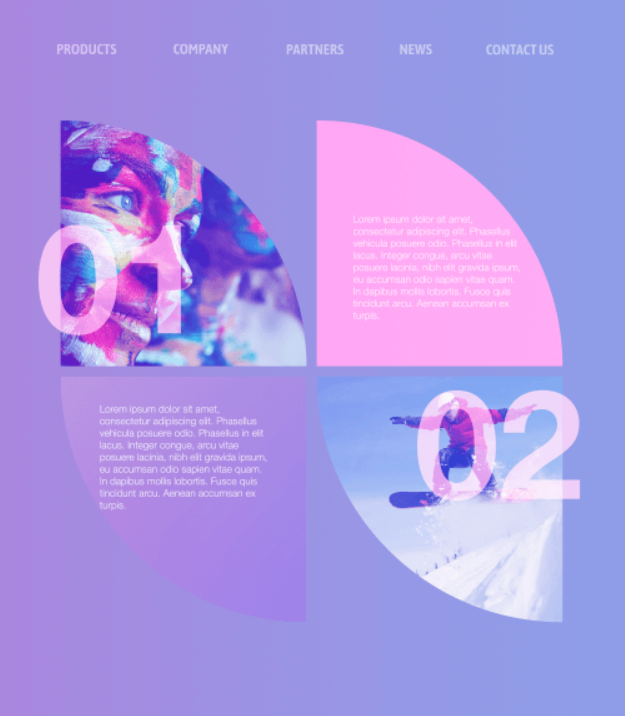 PRODUCTS COMPANY PARTNERS NEWS CONTACT US
01
Lorem ipsum dolor sit amet,
consectetur adipiscing elit. Phasellus
vehicula posuere odio. Phasellus in elit
lacus. Integer congue, arcu vitae
posuere lacinia, nibh elit gravida ipsum,
eu accumsan odio sapien vitae quam.
In dapibus mollis lobortis. Fusce quis
tincidunt arcu. Aenean accumsan ex
turpis.
Lorem ipsum dolor sit amet,
consectetur adipiscing elit. Phasellus
vehicula posuere odio. Phasellus in elit
lacus. Integer congue, arcu vitae
posuere lacinia, nibh elit gravida ipsum,
eu accumsan odio sapien vitae quam.
In dapibus mollis lobortis. Fusce quis
tincidunt arcu. Aenean accumsan ex
turpis.
02